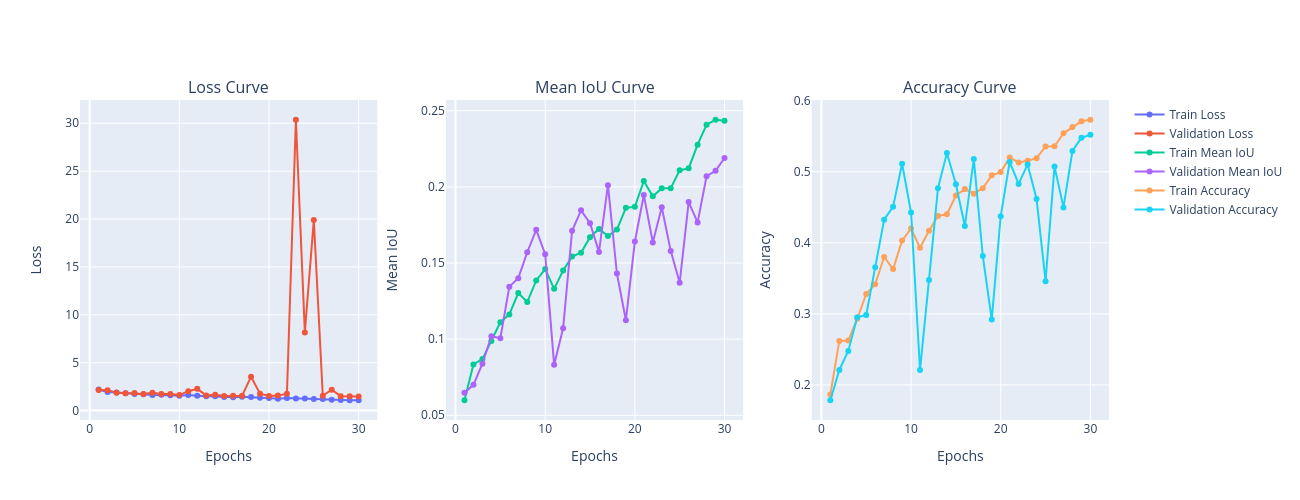 Loss Curve
Mean IoU Curve
Accuracy Curve
30
25
20
15
10
5
0
Loss
0
10
20
30
Epochs
0.25
0.2
0.15
0.1
0.05
Mean IoU
0
10
20
30
Epochs
0.6
0.5
0.4
0.3
0.2
Accuracy
0
10
20
30
Epochs
Train Loss
Validation Loss
Train Mean IoU
Validation Mean IoU
Train Accuracy
Validation Accuracy